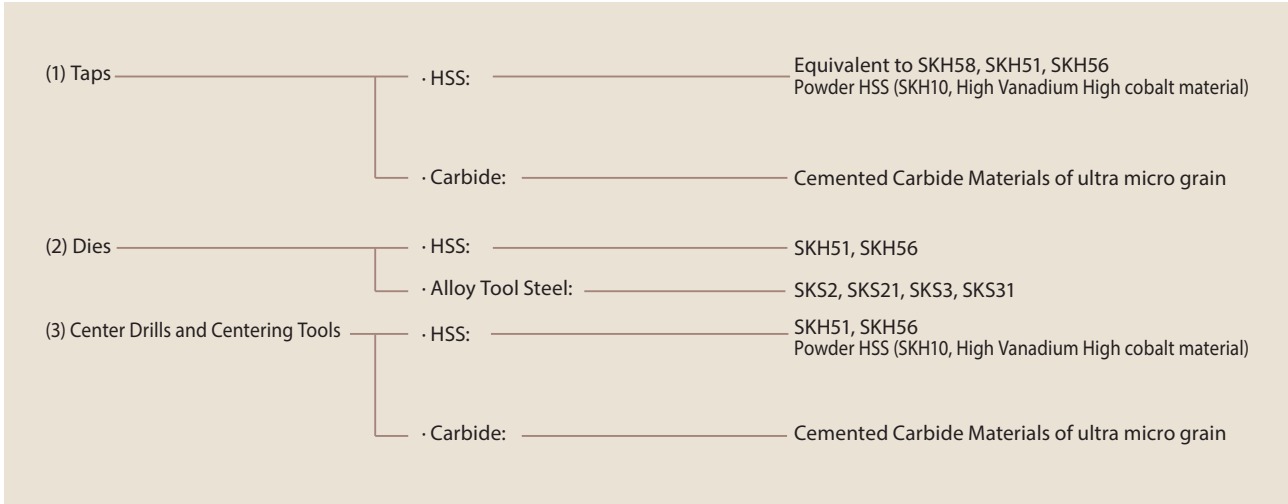 (1) Taps · HSS: Equivalent to SKH58, SKH51, SKH56
Powder HSS (SKH10, High Vanadium High cobalt material)
· Carbide: Cemented Carbide Materials of ultra micro grain
(2) Dies · HSS: SKH51, SKH56
· Alloy Tool Steel: SKS2, SKS21, SKS3, SKS31
(3) Center Drills and Centering Tools · HSS: SKH51, SKH56
Powder HSS (SKH10, High Vanadium High cobalt material)
· Carbide: Cemented Carbide Materials of ultra micro grain